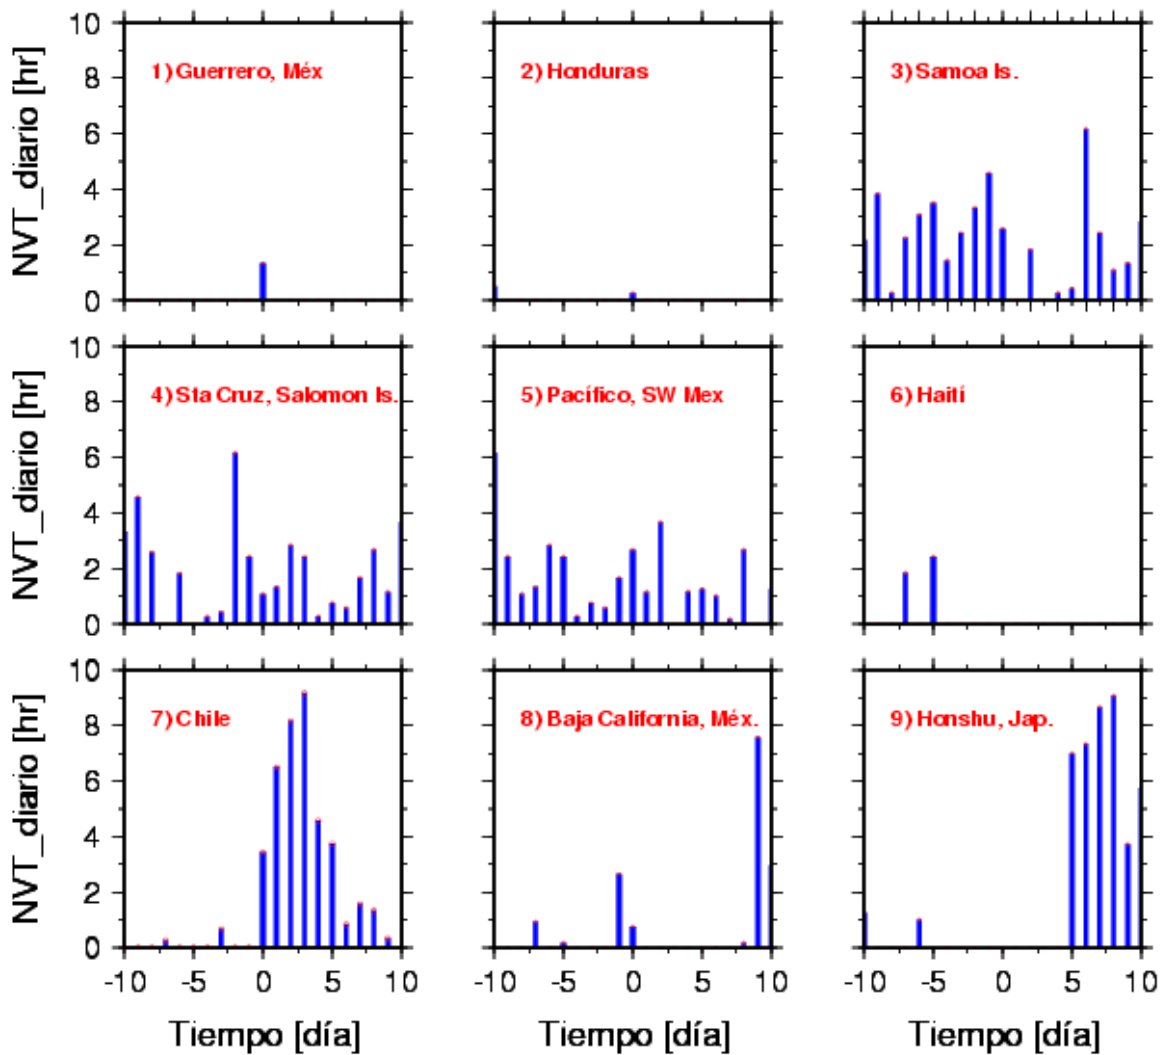 10
8
6
4
2
0
NVT_diario [hr]
1) Guerrero, Méx
2) Honduras
3) Samoa Is.
10
8
6
4
2
0
NVT_diario [hr]
4) Sta Cruz, Salomon Is.
5) Pacífico, SW Mex
6) Haití
10
8
6
4
2
0
NVT_diario [hr]
7) Chile
8) Baja California, Méx.
9) Honshu, Jap.
-10 -5 0 5 10
-10 -5 0 5 10
-10 -5 0 5 10
Tiempo [día]
Tiempo [día]
Tiempo [día]